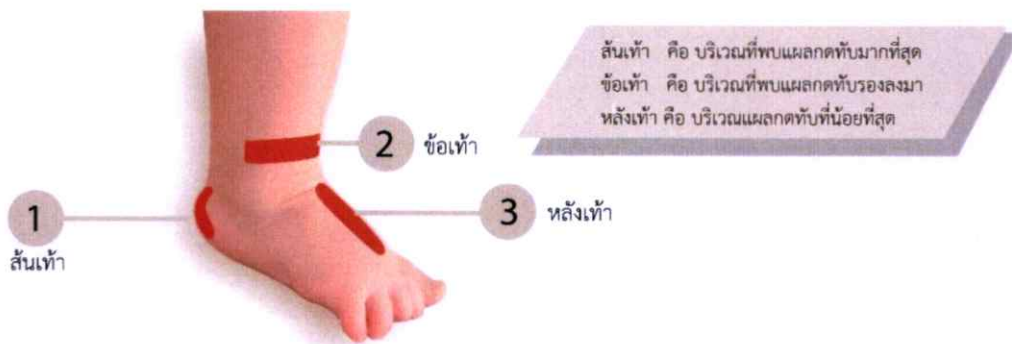 ส้นเท้า คือ บริเวณที่พบแผลกดทับมากที่สุด
ข้อเท้า คือ บริเวณที่พบแผลกดทับรองลงมา
หลังเท้า คือ บริเวณแผลกดทับที่น้อยที่สุด
2 ข้อเท้า
1
ส้นเท้า
3 หลังเท้า